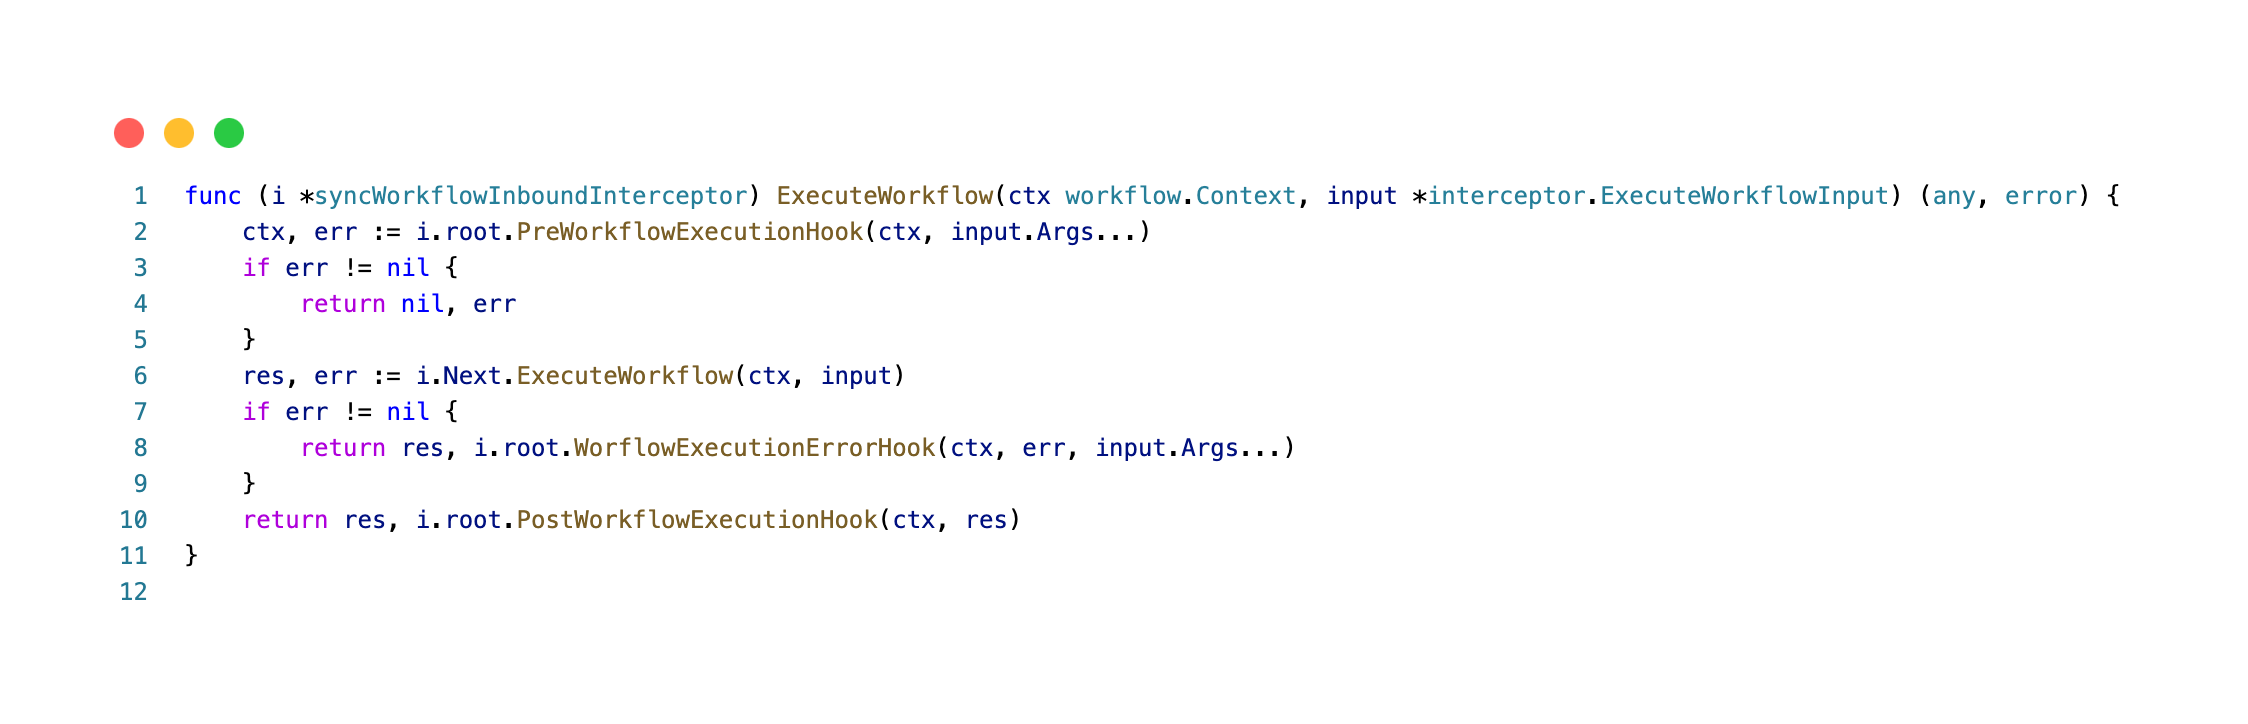 1 func (i *syncWorkflowInboundInterceptor) ExecuteWorkflow(ctx workflow.Context, input *interceptor.ExecuteWorkflowInput) (any, error) {
2     ctx, err := i.root.PreWorkflowExecutionHook(ctx, input.Args...)
3     if err != nil {
4         return nil, err
5     }
6     res, err := i.Next.ExecuteWorkflow(ctx, input)
7     if err != nil {
8         return res, i.root.WorflowExecutionErrorHook(ctx, err, input.Args...)
9     }
10     return res, i.root.PostWorkflowExecutionHook(ctx, res)
11 }
12